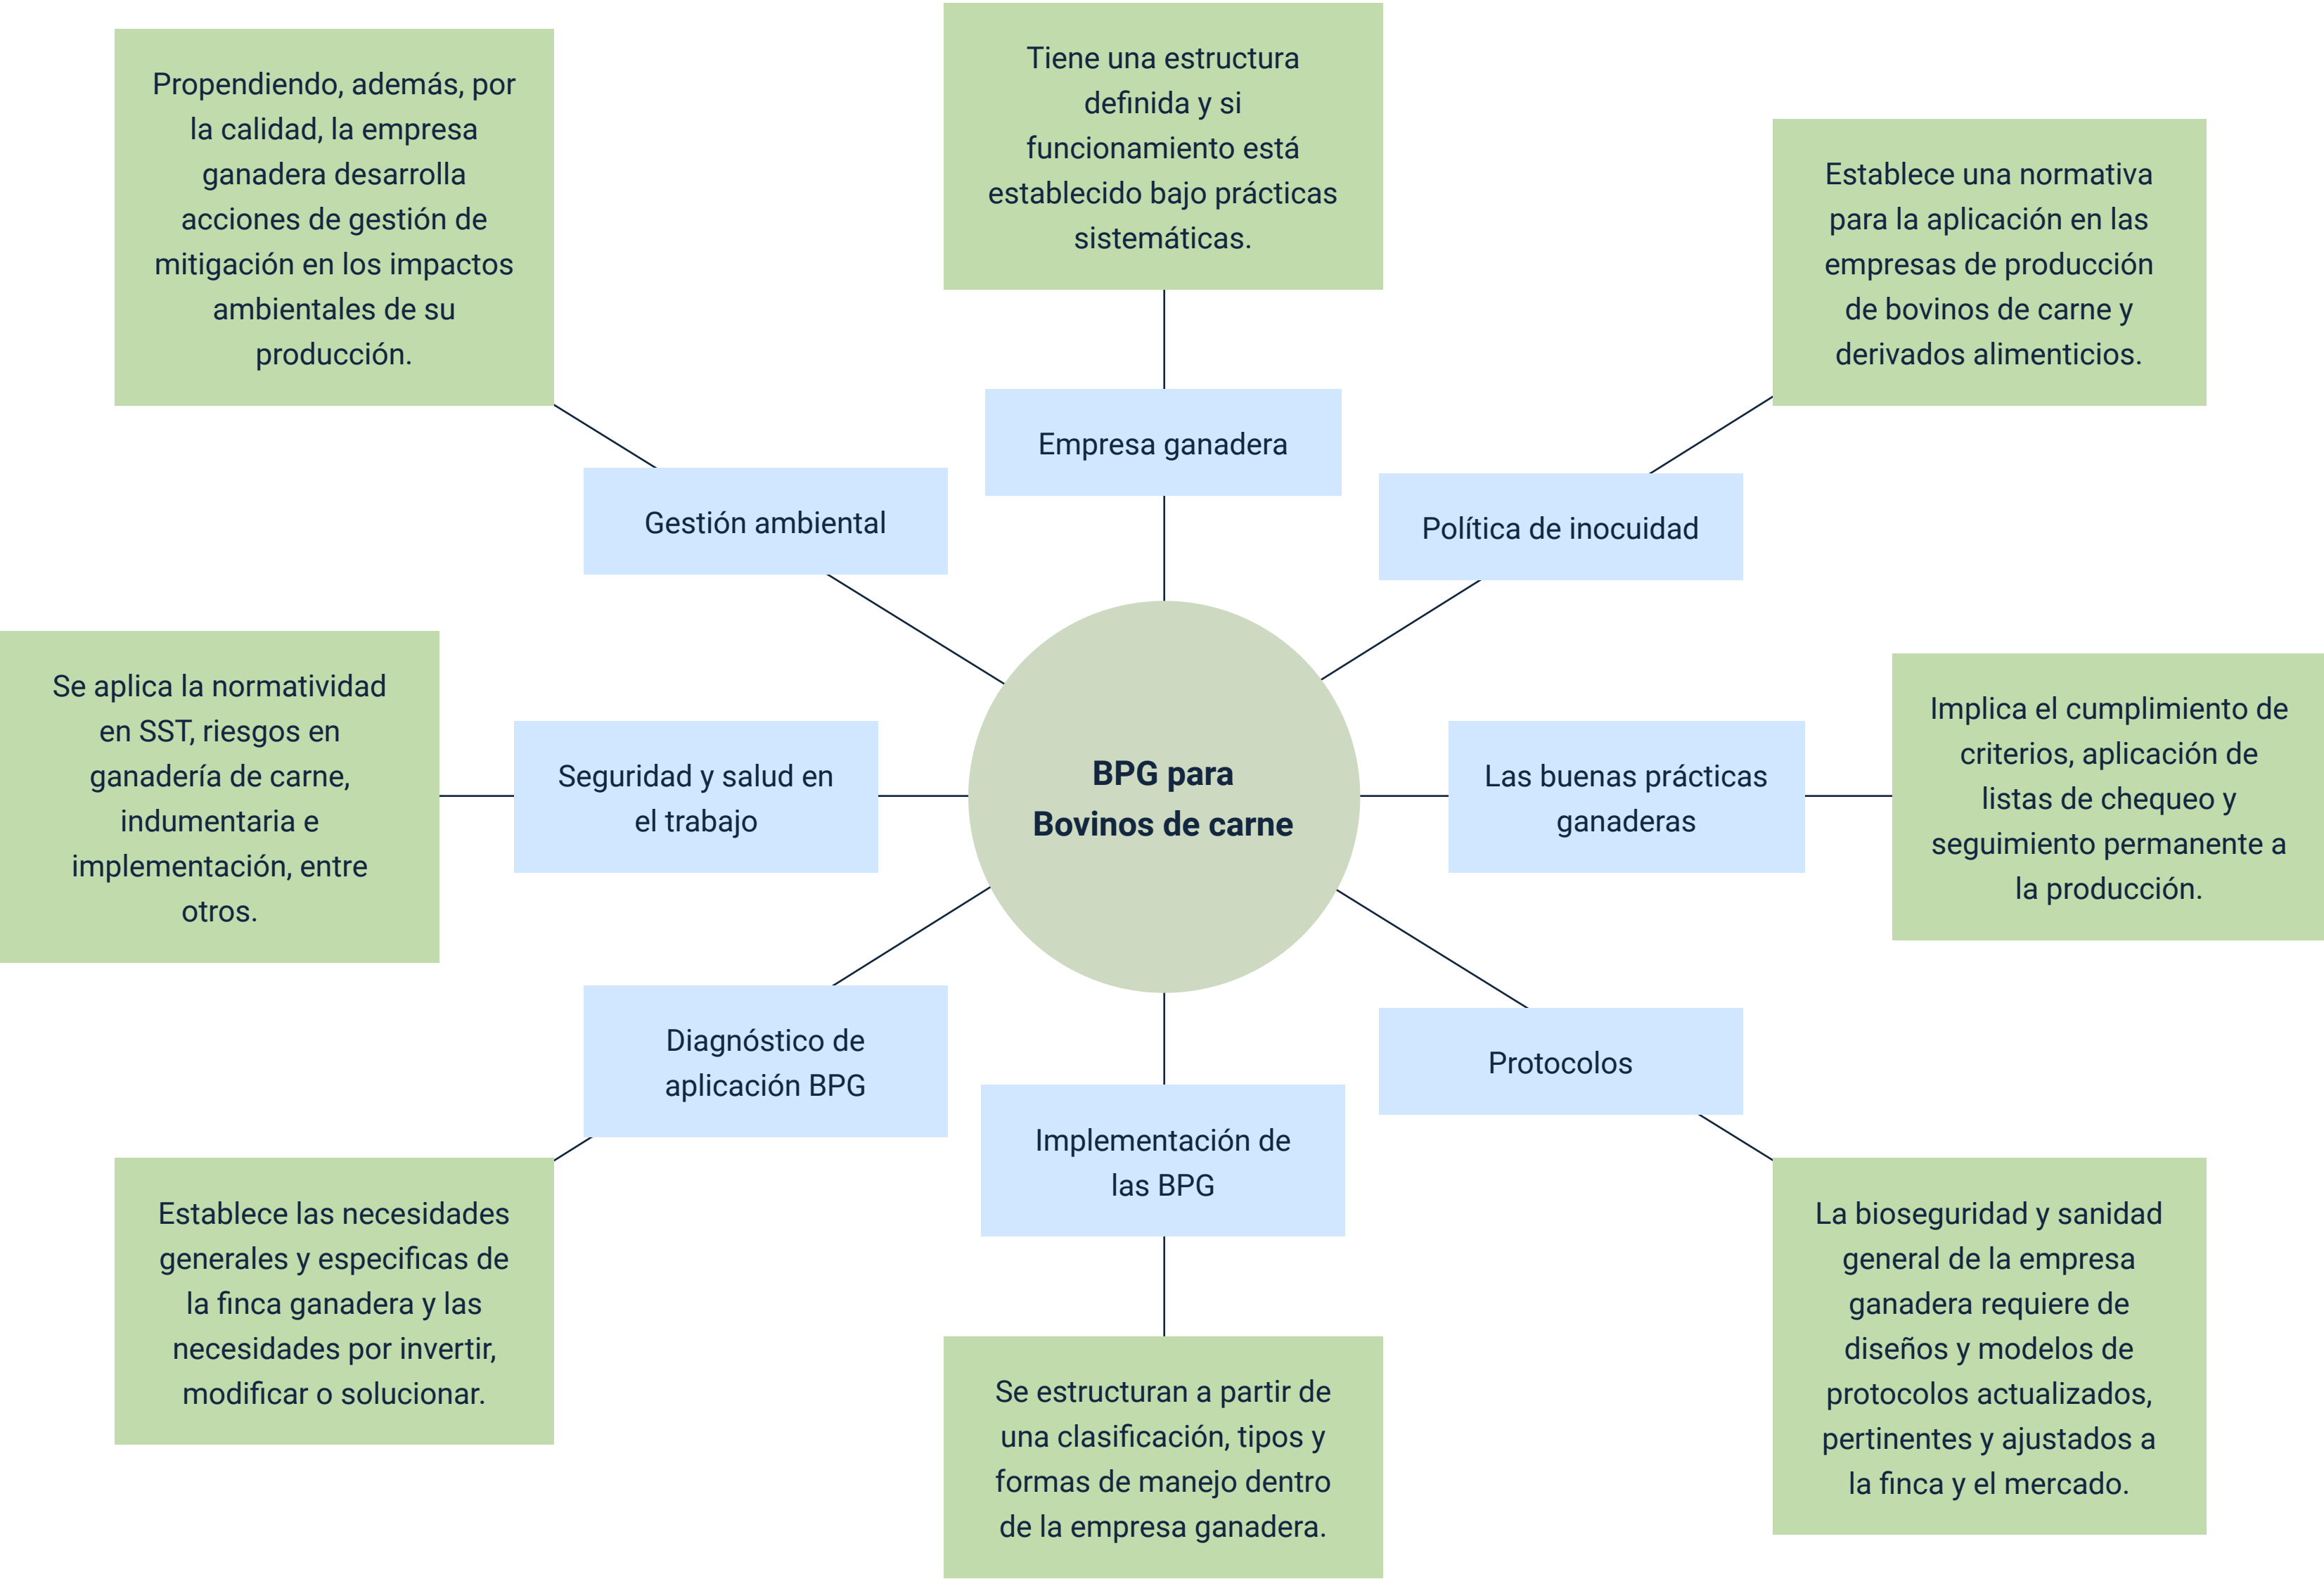 Tiene una estructura
definida y si
funcionamiento está
establecido bajo prácticas
sistemáticas.
Propendiendo, además, por
la calidad, la empresa
ganadera desarrolla
acciones de gestión de
mitigación en los impactos
ambientales de su
producción.
Establece una normativa
para la aplicación en las
empresas de producción
de bovinos de carne y
derivados alimenticios.
Empresa ganadera
Gestión ambiental
Política de inocuidad
Se aplica la normatividad
en SST, riesgos en
ganadería de carne,
indumentaria e
implementación, entre
otros.
Seguridad y salud en
el trabajo
BPG para
Bovinos de carne
Las buenas prácticas
ganaderas
Implica el cumplimiento de
criterios, aplicación de
listas de chequeo y
seguimiento permanente a
la producción.
Diagnóstico de
aplicación BPG
Implementación de
las BPG
Protocolos
Establece las necesidades
generales y especificas de
la finca ganadera y las
necesidades por invertir,
modificar o solucionar.
Se estructuran a partir de
una clasificación, tipos y
formas de manejo dentro
de la empresa ganadera.
La bioseguridad y sanidad
general de la empresa
ganadera requiere de
diseños y modelos de
protocolos actualizados,
pertinentes y ajustados a
la finca y el mercado.